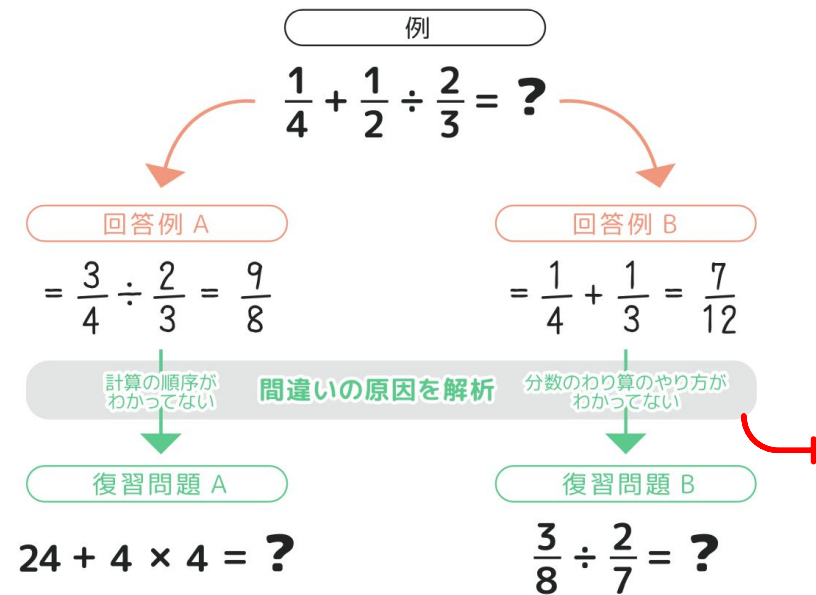 例
1/4 + 1/2 ÷ 2/3 = ?
回答例 A
回答例 B
= 3/4 ÷ 2/3 = 9/8
= 1/4 + 1/3 = 7/12
計算の順序が
わかってない
間違いの原因を解析
分数のわり算のやり方が
わかってない
復習問題 A
復習問題 B
24 + 4 × 4 = ?
3/8 ÷ 2/7 = ?